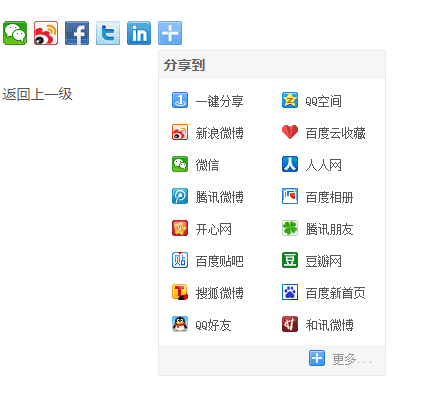 分享到
返回上一级
一键分享 QQ空间
新浪微博 百度云收藏
微信 人人网
腾讯微博 百度相册
开心网 腾讯朋友
百度贴吧 豆瓣网
搜狐微博 百度新首页
QQ好友 和讯微博
更多...